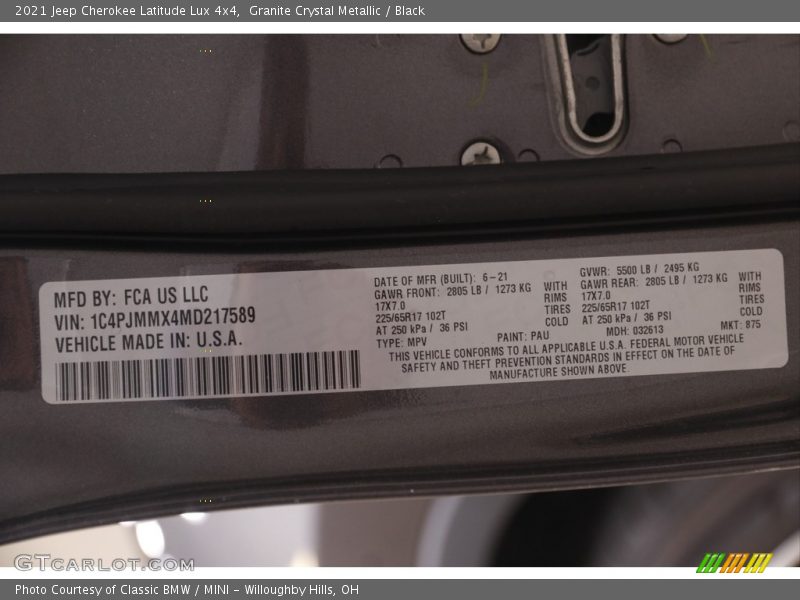 2021 Jeep Cherokee Latitude Lux 4x4,  Granite Crystal Metallic / Black
MFD BY: FCA US LLC
VIN: 1C4PJMMX4MD217589
VEHICLE MADE IN: U.S.A.
DATE OF MFR (BUILT): 6-21
GAWR FRONT: 2805 LB / 1273 KG WITH
17X7.0 RIMS
225/65R17 102T TIRES
AT 250 kPa / 36 PSI COLD
TYPE: MPV
GVWR: 5500 LB / 2495 KG
GAWR REAR: 2805 LB / 1273 KG WITH
17X7.0 RIMS
225/65R17 102T TIRES
AT 250 kPa / 36 PSI COLD
PAINT: PAU MDH: 032613 MKT: 875
THIS VEHICLE CONFORMS TO ALL APPLICABLE U.S.A. FEDERAL MOTOR VEHICLE
SAFETY AND THEFT PREVENTION STANDARDS IN EFFECT ON THE DATE OF
MANUFACTURE SHOWN ABOVE.
GTCARLOT.COM
Photo Courtesy of Classic BMW / MINI - Willoughby Hills, OH